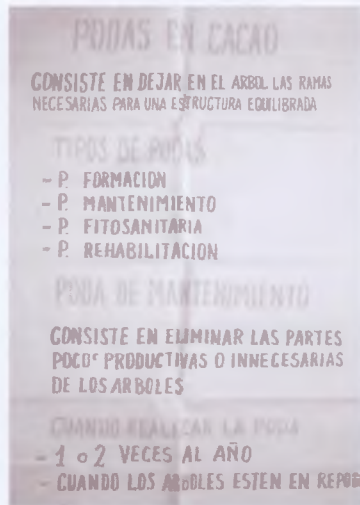 PODAS EN CACAO
CONSISTE EN DEJAR EN EL ARBOL LAS RAMAS
NECESARIAS PARA UNA ESTRUCTURA EQUILIBRADA
TIPOS DE PODAS
- P. FORMACION
- P. MANTENIMIENTO
- P. FITOSANITARIA
- P. REHABILITACION
PODA DE MANTENIMIENTO
CONSISTE EN ELIMINAR LAS PARTES
POCO PRODUCTIVAS O INNECESARIAS
DE LOS ARBOLES
CUANDO REALIZAR LA PODA
- 1 o 2 VECES AL AÑO
- CUANDO LOS ARBOLES ESTEN EN REPOS